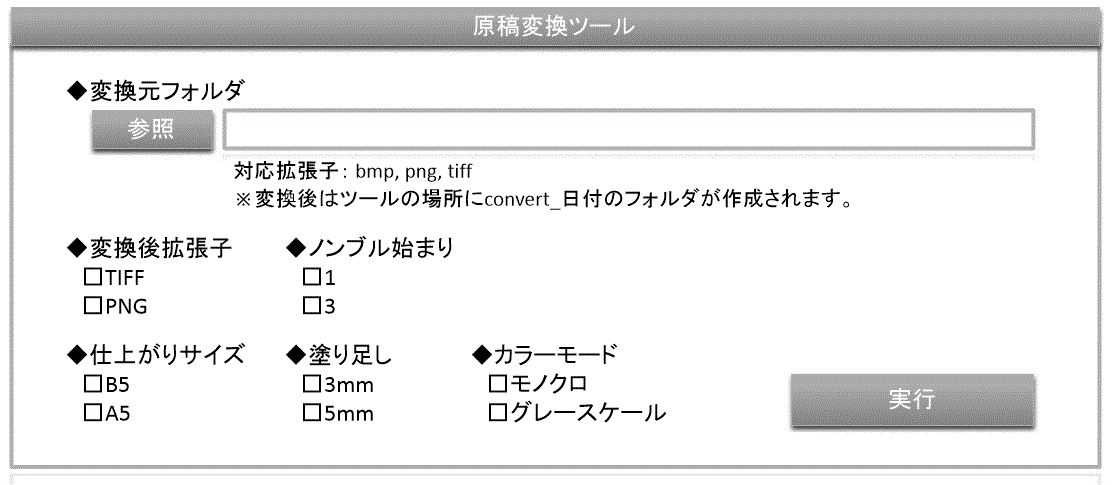 原稿変換ツール
◆変換元フォルダ
参照
対応拡張子： bmp, png, tiff
※変換後はツールの場所にconvert_日付のフォルダが作成されます。
◆変換後拡張子 ◆ノンブル始まり
□TIFF □1
□PNG □3
◆仕上がりサイズ ◆塗り足し ◆カラーモード
□B5 □3mm □モノクロ
□A5 □5mm □グレースケール
実行